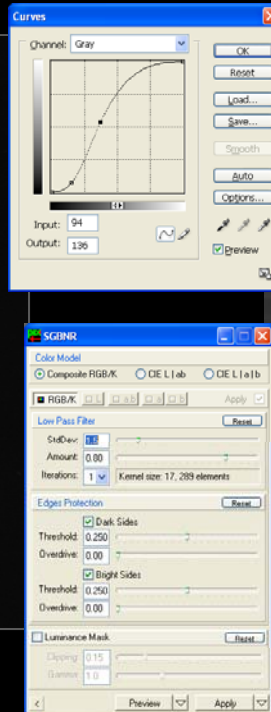 Curves
Channel: Gray
OK
Reset
Load...
Save...
Smooth
Auto
Options...
Input: 94
Output: 136
Preview
SGBNR
Color Model
Composite RGB/K CIE L | ab CIE L | a | b
RGB/K L ab a b Apply
Low Pass Filter Reset
StdDev: 1.5
Amount: 0.80
Iterations: 1 Kernel size: 17, 289 elements
Edges Protection Reset
Dark Sides
Threshold: 0.250
Overdrive: 0.00
Bright Sides
Threshold: 0.250
Overdrive: 0.00
Luminance Mask Reset
Clipping: 0.15
Gamma: 1.0
< Preview Apply